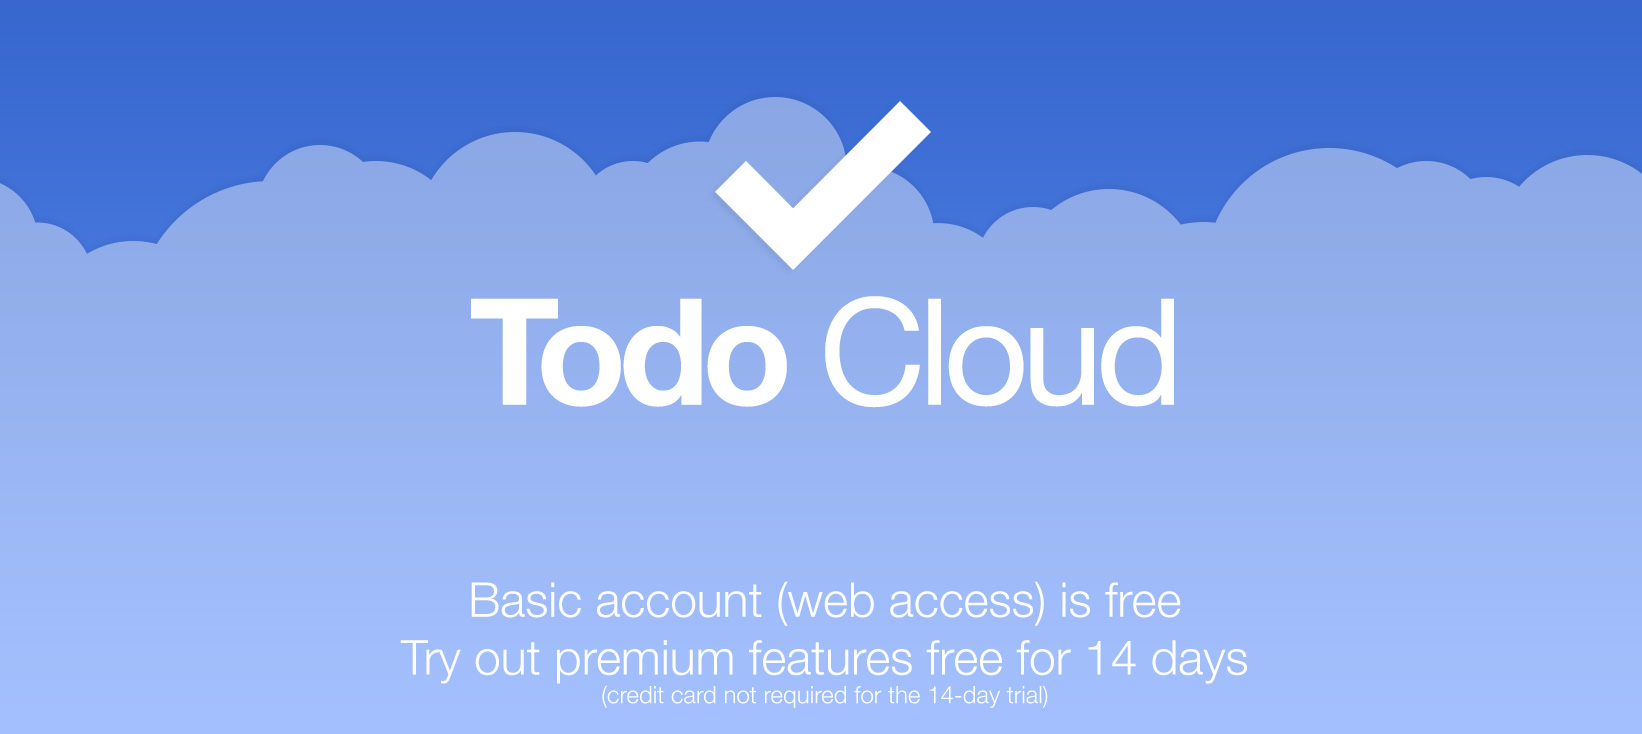 Todo Cloud
Basic account (web access) is free
Try out premium features free for 14 days
(credit card not required for the 14-day trial)